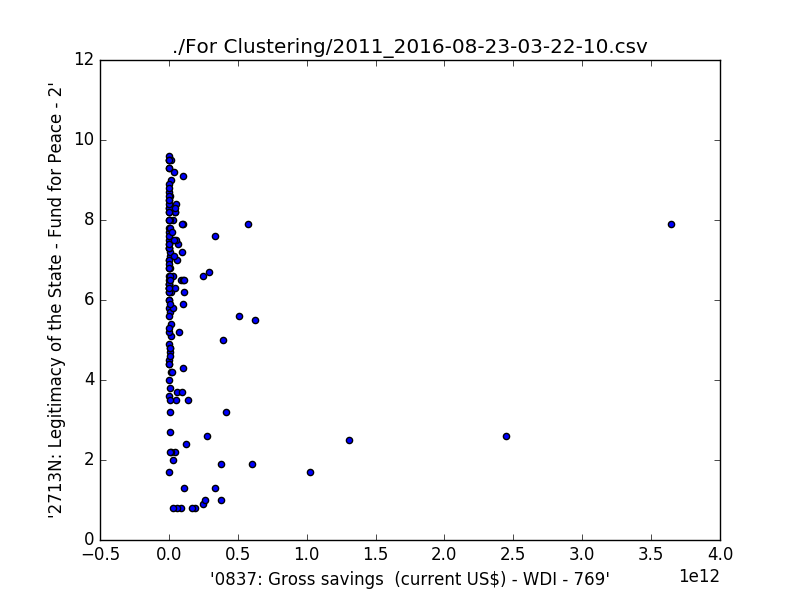 ./For Clustering/2011_2016-08-23-03-22-10.csv
12
10
8
6
4
2
0
'2713N: Legitimacy of the State - Fund for Peace - 2'
−0.5 0.0 0.5 1.0 1.5 2.0 2.5 3.0 3.5 4.0
1e12
'0837: Gross savings  (current US$) - WDI - 769'